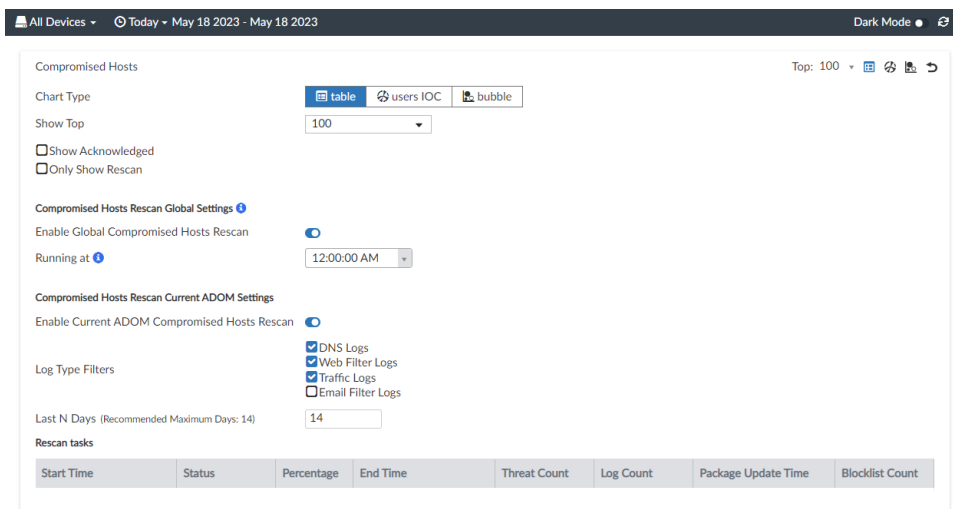 All Devices Today May 18 2023 - May 18 2023 Dark Mode
Compromised Hosts Top: 100
Chart Type table users IOC bubble
Show Top 100
Show Acknowledged
Only Show Rescan
Compromised Hosts Rescan Global Settings
Enable Global Compromised Hosts Rescan
Running at 12:00:00 AM
Compromised Hosts Rescan Current ADOM Settings
Enable Current ADOM Compromised Hosts Rescan
DNS Logs
Web Filter Logs
Log Type Filters
Traffic Logs
Email Filter Logs
Last N Days (Recommended Maximum Days: 14) 14
Rescan tasks
Start Time Status Percentage End Time Threat Count Log Count Package Update Time Blocklist Count